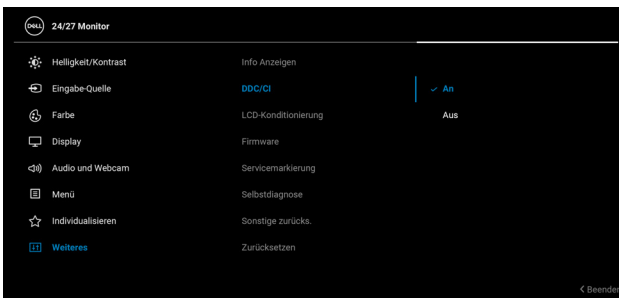 DELL 24/27 Monitor
Helligkeit/Kontrast
Eingabe-Quelle
Farbe
Display
Audio und Webcam
Menü
Individualisieren
Weiteres
Info Anzeigen
DDC/CI
LCD-Konditionierung
Firmware
Servicemarkierung
Selbstdiagnose
Sonstige zurücks.
Zurücksetzen
An
Aus
Beenden